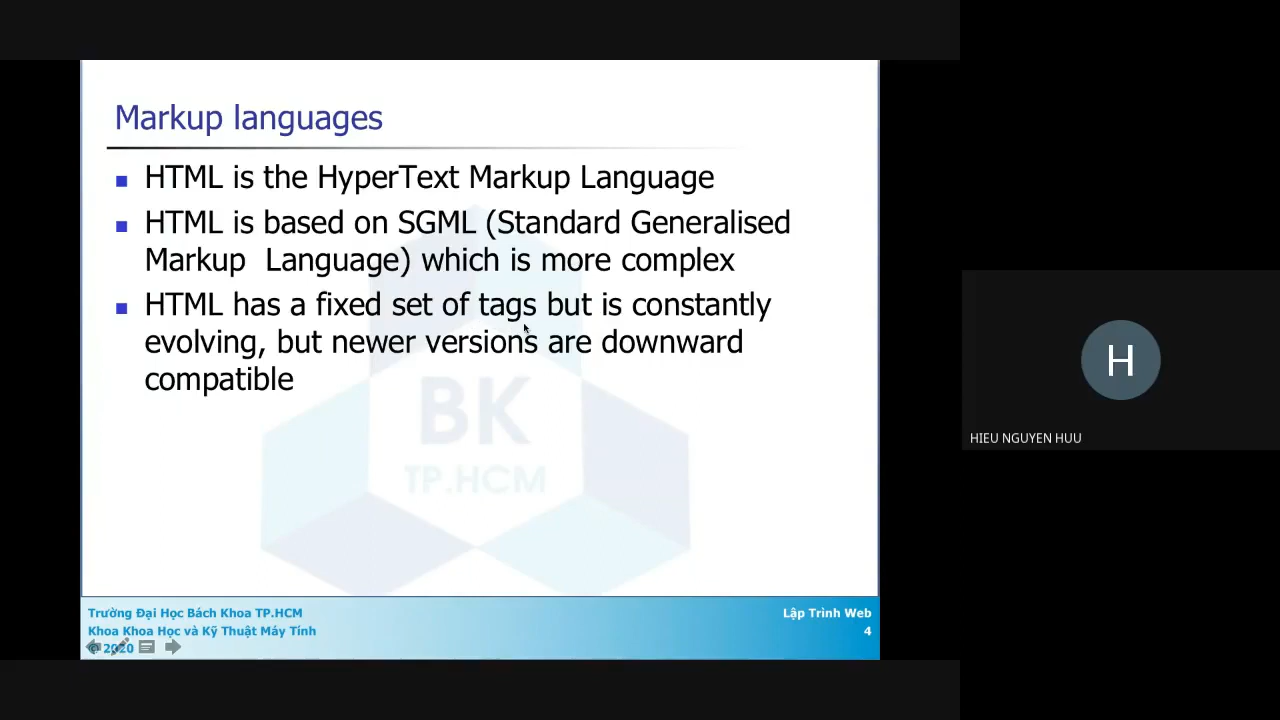 Markup languages
HTML is the HyperText Markup Language
HTML is based on SGML (Standard Generalised
Markup Language) which is more complex
HTML has a fixed set of tags but is constantly
evolving, but newer versions are downward
compatible
BK
TP.HCM
Trường Đại Học Bách Khoa TP.HCM
Khoa Khoa Học và Kỹ Thuật Máy Tính
© 2020
Lập Trình Web
4
H
HIEU NGUYEN HUU